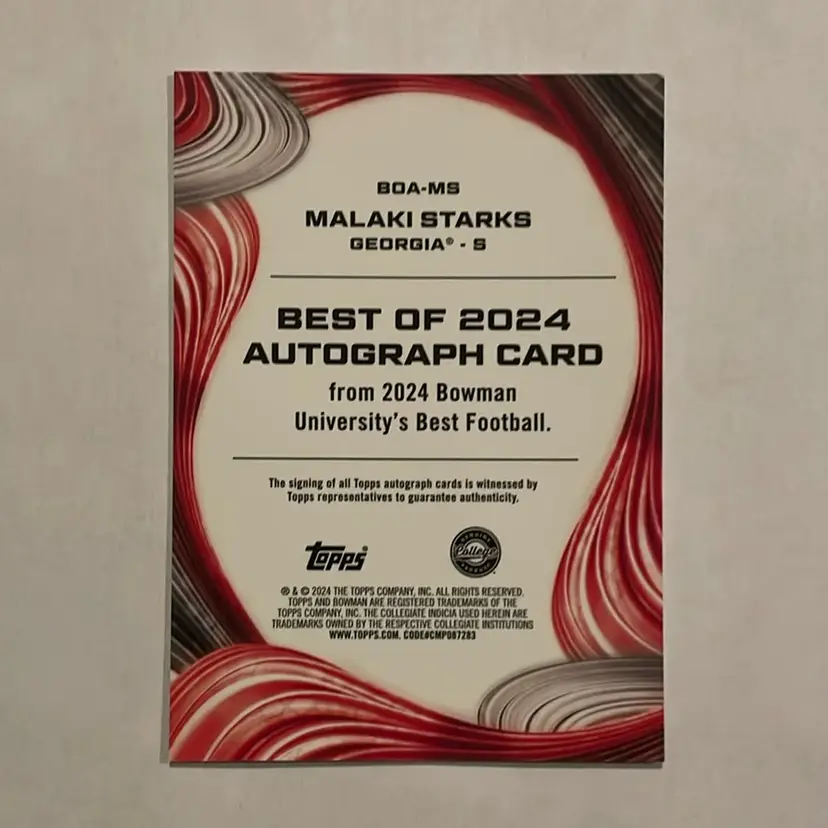 BOA-MS
MALAKI STARKS
GEORGIA® - S
BEST OF 2024
AUTOGRAPH CARD
from 2024 Bowman
University's Best Football.
The signing of all Topps autograph cards is witnessed by
Topps representatives to guarantee authenticity.
Topps®
GENUINE
College
PRODUCT
® & © 2024 THE TOPPS COMPANY, INC. ALL RIGHTS RESERVED.
TOPPS AND BOWMAN ARE REGISTERED TRADEMARKS OF THE
TOPPS COMPANY, INC. THE COLLEGIATE INDICIA USED HEREIN ARE
TRADEMARKS OWNED BY THE RESPECTIVE COLLEGIATE INSTITUTIONS
WWW.TOPPS.COM. CODE#CMP087283